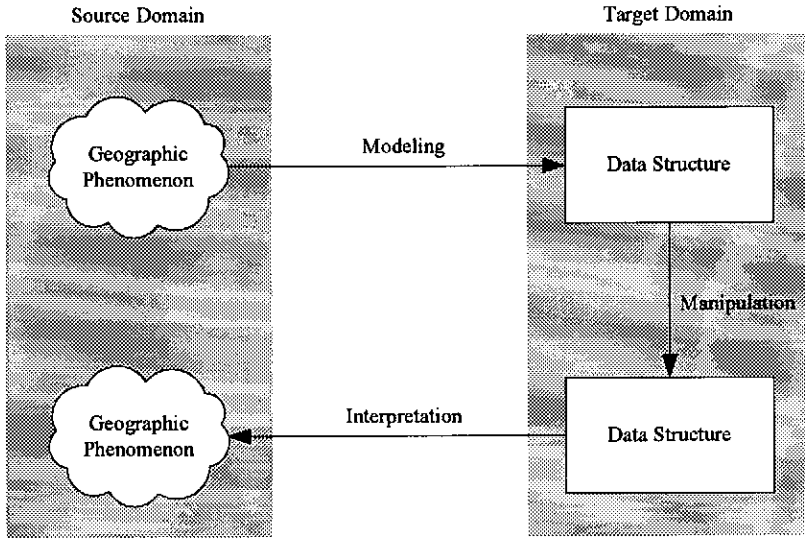 Source Domain
Target Domain
Geographic
Phenomenon
Modeling
Data Structure
Manipulation
Geographic
Phenomenon
Interpretation
Data Structure